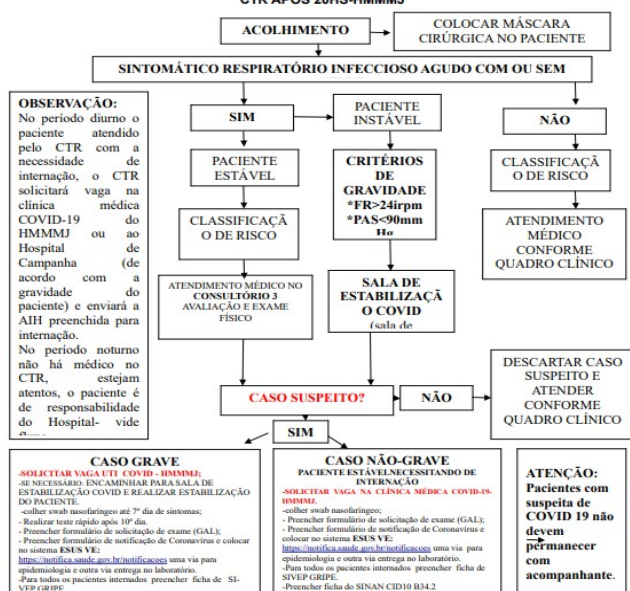 CTR APÓS 20HS-HMMMJ
ACOLHIMENTO
COLOCAR MÁSCARA
CIRÚRGICA NO PACIENTE
SINTOMÁTICO RESPIRATÓRIO INFECCIOSO AGUDO COM OU SEM
OBSERVAÇÃO:
No período diurno o
paciente atendido
pelo CTR com a
necessidade de
internação, o CTR
solicitará vaga na
clínica médica
COVID-19 do
HMMMJ ou ao
Hospital de
Campanha (de
acordo com a
gravidade do
paciente) e enviará a
AIH preenchida para
internação.
No período noturno
não há médico no
CTR, estejam
atentos, o paciente é
de responsabilidade
do Hospital- vide
SIM
PACIENTE
INSTÁVEL
NÃO
PACIENTE
ESTÁVEL
CRITÉRIOS
DE
GRAVIDADE
*FR>24irpm
*PAS<90mm
Hg
CLASSIFICAÇÃ
O DE RISCO
CLASSIFICAÇÃ
O DE RISCO
ATENDIMENTO
MÉDICO
CONFORME
QUADRO CLÍNICO
ATENDIMENTO MÉDICO NO
CONSULTÓRIO 3
AVALIAÇÃO E EXAME
FÍSICO
SALA DE
ESTABILIZAÇÃ
O COVID
(sala de
CASO SUSPEITO?
NÃO
DESCARTAR CASO
SUSPEITO E
ATENDER
CONFORME
QUADRO CLÍNICO
SIM
CASO GRAVE
-SOLICITAR VAGA UTI COVID - HMMMJ;
-SE NECESSÁRIO: ENCAMINHAR PARA SALA DE
ESTABILIZAÇÃO COVID E REALIZAR ESTABILIZAÇÃO
DO PACIENTE.
-colher swab nasofaríngeo até 7º dia de sintomas;
- Realizar teste rápido após 10º dia.
- Preencher formulário de solicitação de exame (GAL);
- Preencher formulário de notificação de Coronavírus e colocar
no sistema ESUS VE:
https://notifica.saude.gov.br/notificacoes uma via para
epidemiologia e outra via entrega no laboratório.
-Para todos os pacientes internados preencher ficha de SI-
VEP GRIPE
CASO NÃO-GRAVE
PACIENTE ESTÁVELNECESSITANDO DE
INTERNAÇÃO
-SOLICITAR VAGA NA CLÍNICA MÉDICA COVID-19-
HMMMJ.
-colher swab nasofaríngeo;
- Preencher formulário de solicitação de exame (GAL);
- Preencher formulário de notificação de Coronavírus e
colocar no sistema ESUS VE:
https://notifica.saude.gov.br/notificacoes uma via para
epidemiologia e outra via entrega no laboratório.
-Para todos os pacientes internados preencher ficha de
SIVEP GRIPE.
-Preencher ficha do SINAN CID10 B34.2
ATENÇÃO:
Pacientes com
suspeita de
COVID 19 não
devem
permanecer
com
acompanhante.